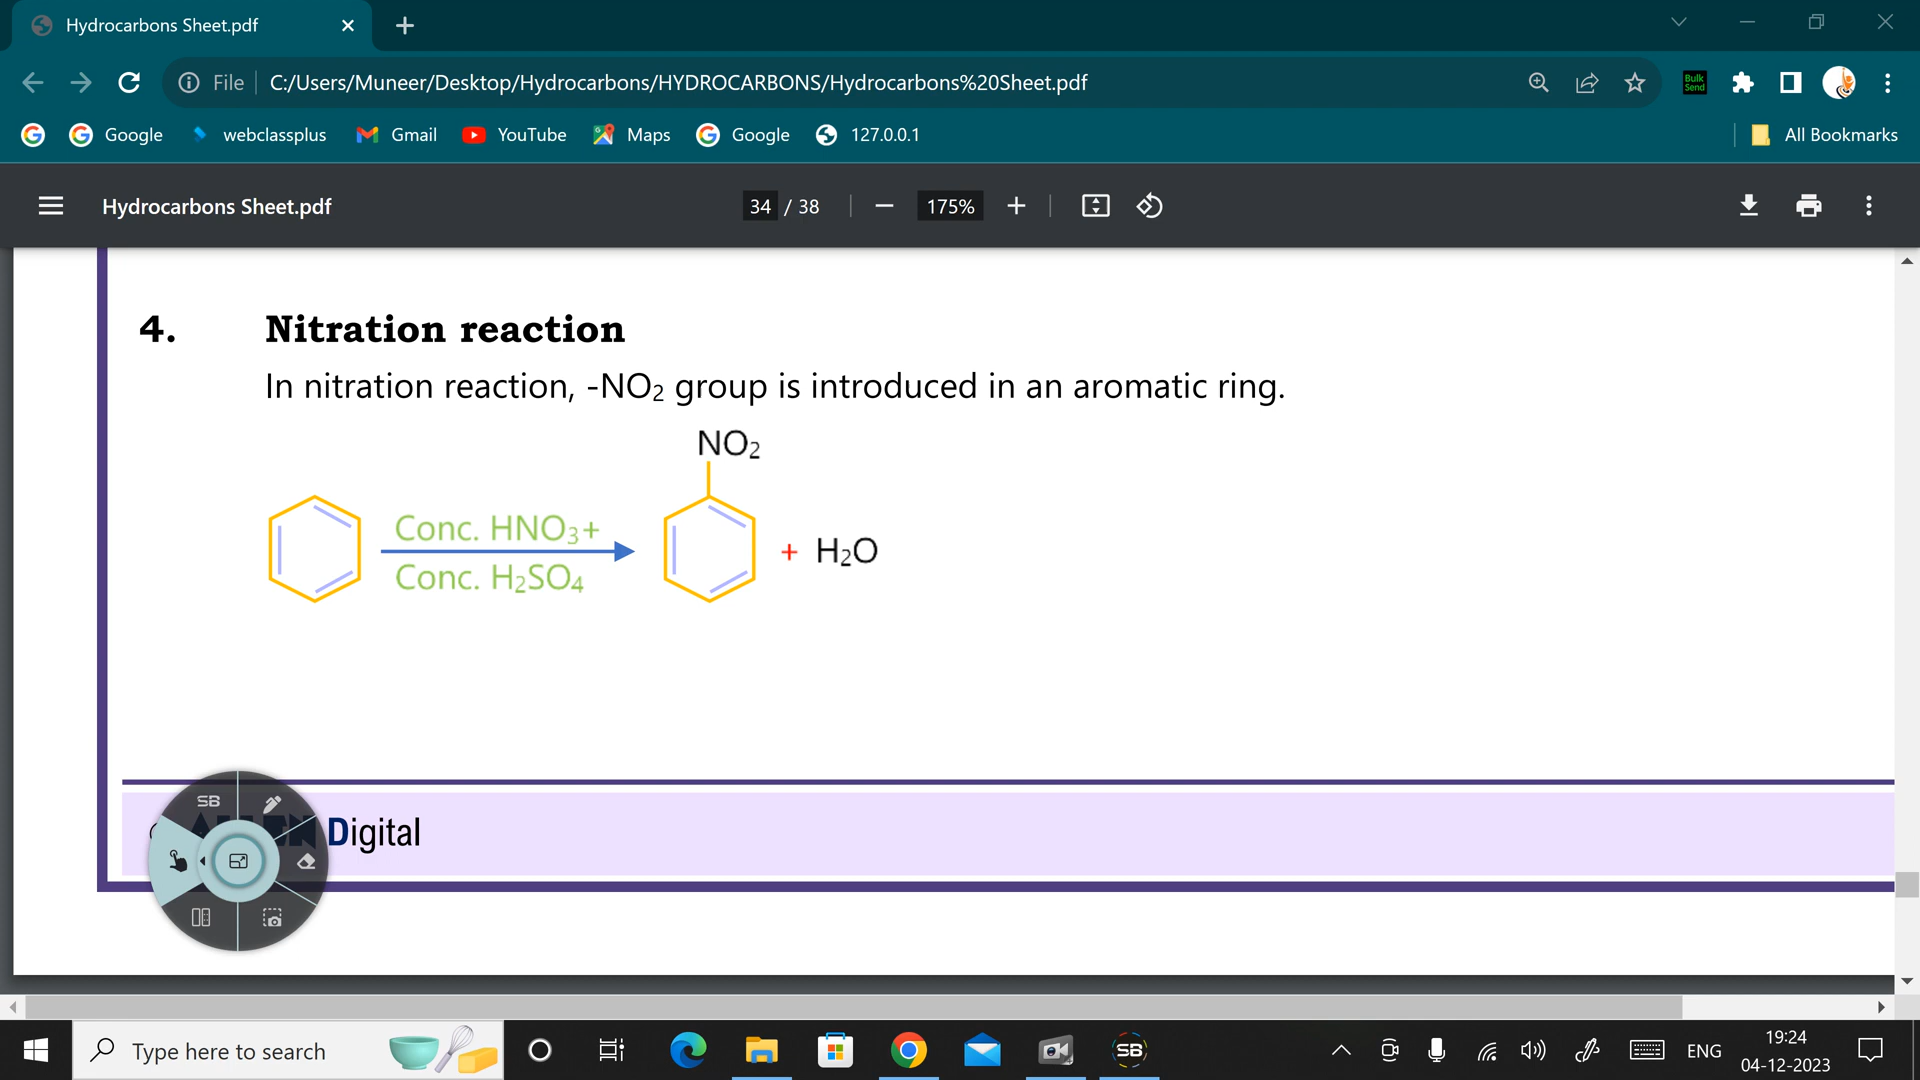 Hydrocarbons Sheet.pdf
File C:/Users/Muneer/Desktop/Hydrocarbons/HYDROCARBONS/Hydrocarbons%20Sheet.pdf
Bulk
Send
Google webclassplus Gmail YouTube Maps Google 127.0.0.1 All Bookmarks
Hydrocarbons Sheet.pdf 34 / 38 175%
4. Nitration reaction
In nitration reaction, -NO₂ group is introduced in an aromatic ring.
NO₂
Conc. HNO₃+
Conc. H₂SO₄
+ H₂O
SB
Digital
Type here to search
SB
ENG
19:24
04-12-2023